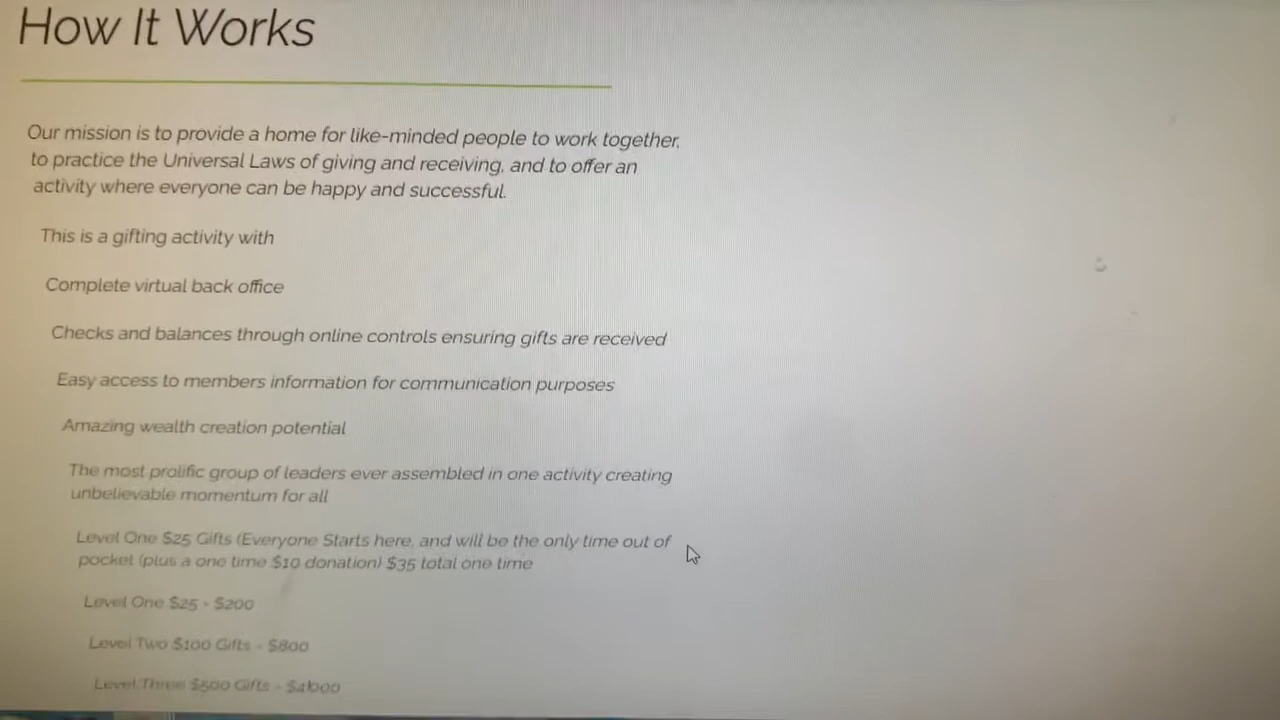 How It Works
Our mission is to provide a home for like-minded people to work together,
to practice the Universal Laws of giving and receiving, and to offer an
activity where everyone can be happy and successful.
This is a gifting activity with
Complete virtual back office
Checks and balances through online controls ensuring gifts are received
Easy access to members information for communication purposes
Amazing wealth creation potential
The most prolific group of leaders ever assembled in one activity creating
unbelievable momentum for all
Level One $25 Gifts (Everyone Starts here, and will be the only time out of
pocket (plus a one time $10 donation) $35 total one time
Level One $25 - $200
Level Two $100 Gifts - $800
Level Three $500 Gifts - $4000